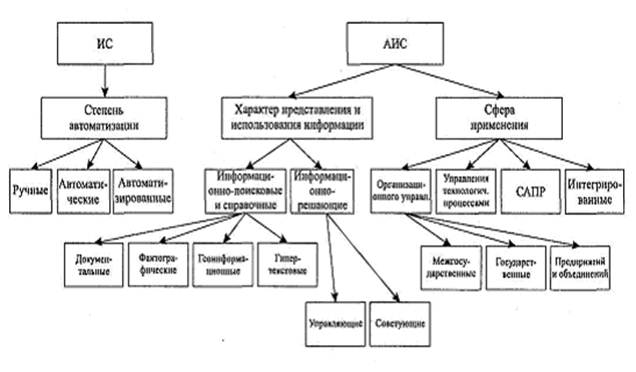 ИС
АИС
Степень
автоматизации
Характер представления и
использования информации
Сфера
применения
Ручные
Автомати-
ческие
Автомати-
зированные
Информаци-
онно-поисковые
и справочные
Информаци-
онно-
решающие
Организаци-
онного управл.
Управления
технологич.
процессами
САПР
Интегриро-
ванные
Докумен-
тальные
Фактогра-
фические
Геоинформа-
ционные
Гипер-
текстовые
Межгосу-
дарственные
Государст-
венные
Предприятий
и объединений
Управляющие
Советующие